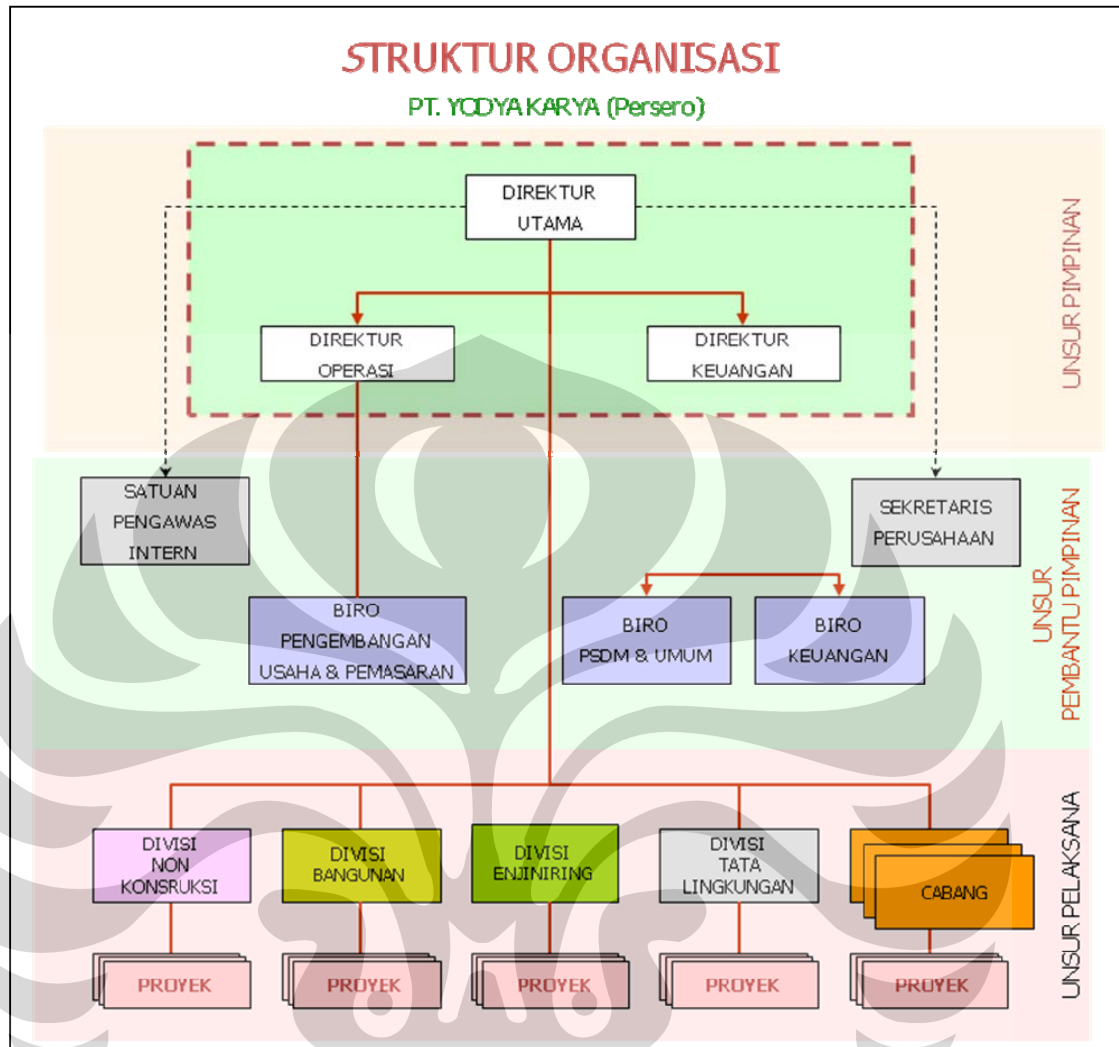 STRUKTUR ORGANISASI
PT. YODYA KARYA (Persero)
DIREKTUR
UTAMA
DIREKTUR
OPERASI
DIREKTUR
KEUANGAN
UNSUR PIMPINAN
SATUAN
PENGAWAS
INTERN
SEKRETARIS
PERUSAHAAN
BIRO
PENGEMBANGAN
USAHA & PEMASARAN
BIRO
PSDM & UMUM
BIRO
KEUANGAN
UNSUR
PEMBANTU PIMPINAN
DIVISI
NON
KONSRUKSI
DIVISI
BANGUNAN
DIVISI
ENJINIRING
DIVISI
TATA
LINGKUNGAN
CABANG
PROYEK
PROYEK
PROYEK
PROYEK
PROYEK
UNSUR PELAKSANA